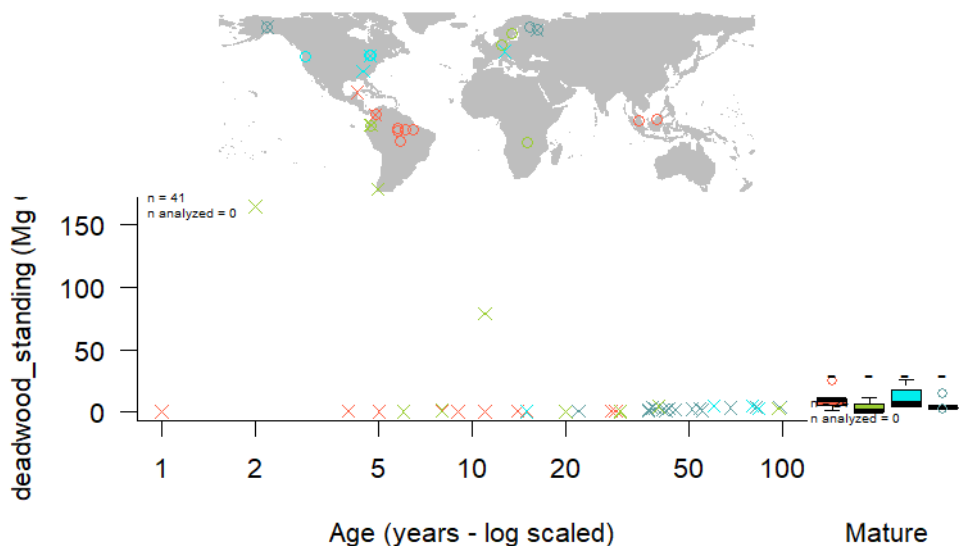 n = 41
n analyzed = 0
deadwood_standing (Mg
150
100
50
0
n analyzed = 0
1 2 5 10 20 50 100
Age (years - log scaled) Mature